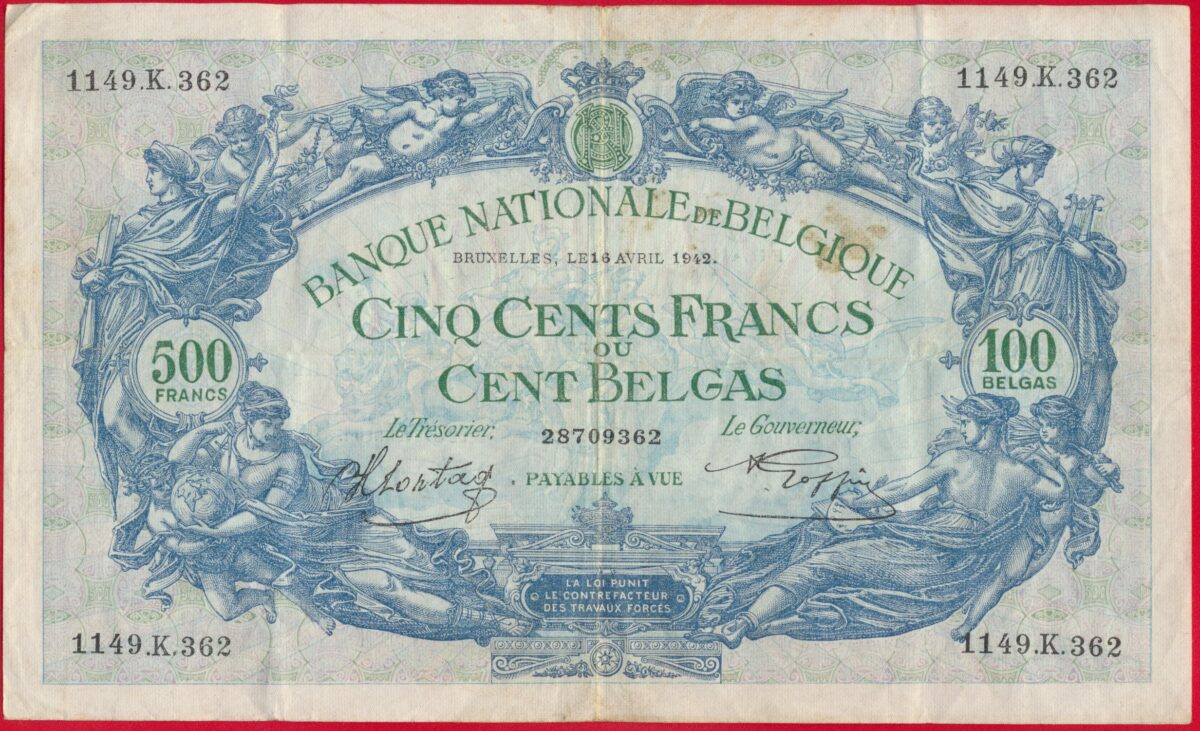 1149.K.362
1149.K.362
BANQUE NATIONALE DE BELGIQUE
BRUXELLES, LE 16 AVRIL 1942.
CINQ CENTS FRANCS
OU
CENT BELGAS
500
FRANCS
100
BELGAS
Le Trésorier,
28709362
Le Gouverneur,
PAYABLES À VUE
LA LOI PUNIT
LE CONTREFACTEUR
DES TRAVAUX FORCÉS
1149.K.362
1149.K.362